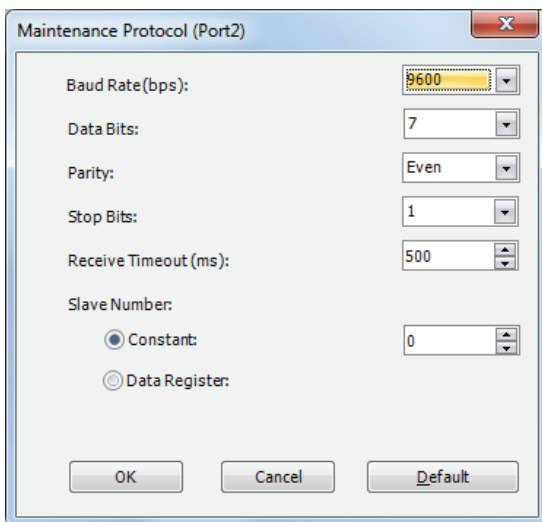 Maintenance Protocol (Port2)
Baud Rate(bps): 9600
Data Bits: 7
Parity: Even
Stop Bits: 1
Receive Timeout (ms): 500
Slave Number:
Constant: 0
Data Register:
OK Cancel Default